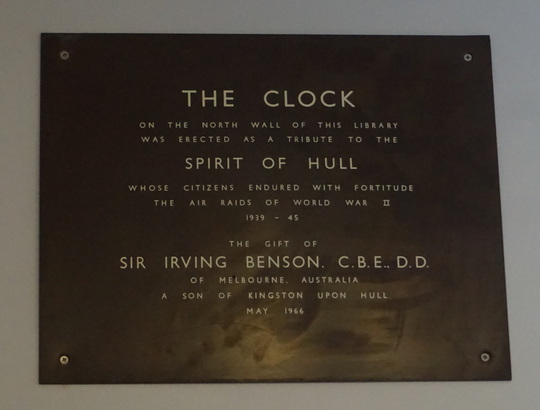 THE CLOCK
ON THE NORTH WALL OF THIS LIBRARY
WAS ERECTED AS A TRIBUTE TO THE
SPIRIT OF HULL
WHOSE CITIZENS ENDURED WITH FORTITUDE
THE AIR RAIDS OF WORLD WAR II
1939 - 45
THE GIFT OF
SIR IRVING BENSON. C.B.E., D.D.
OF MELBOURNE, AUSTRALIA
A SON OF KINGSTON UPON HULL
MAY 1966